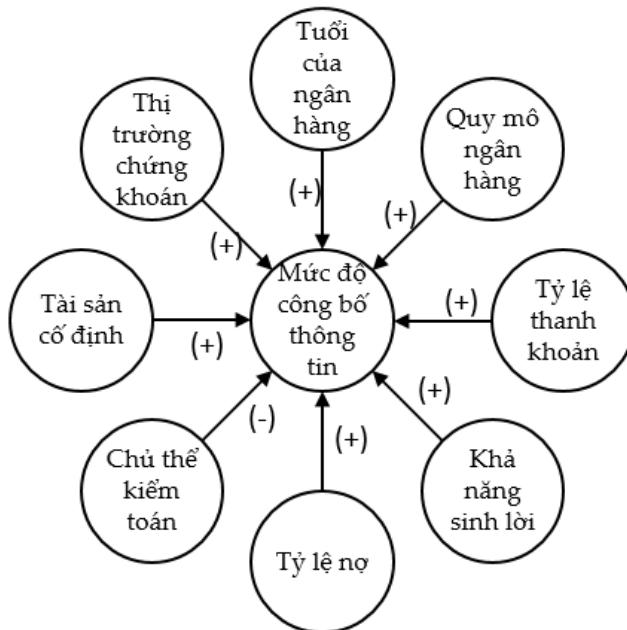 Tuổi
của
ngân
hàng
Thị
trường
chứng
khoán
Quy mô
ngân
hàng
(+)
(+)
(+)
Mức độ
công bố
thông
tin
Tài sản
cố định
(+)
Tỷ lệ
thanh
khoản
(+)
(-)
(+)
(+)
Chủ thể
kiểm
toán
Khả
năng
sinh lời
Tỷ lệ nợ